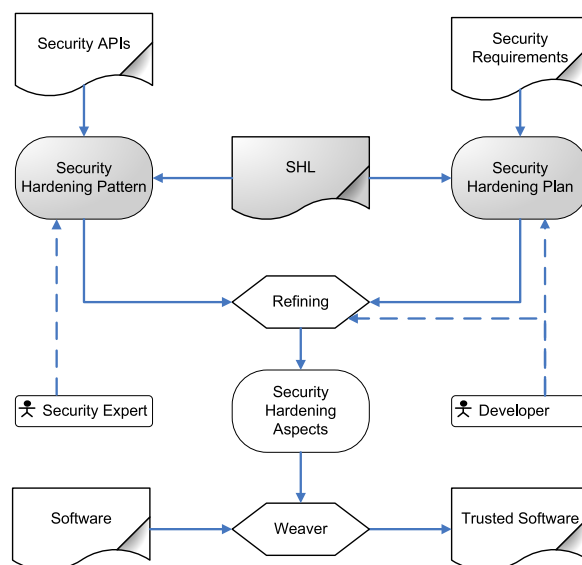 Security APIs
Security
Requirements
Security
Hardening Pattern
SHL
Security
Hardening Plan
Refining
Security
Hardening
Aspects
Security Expert
Developer
Software
Weaver
Trusted Software